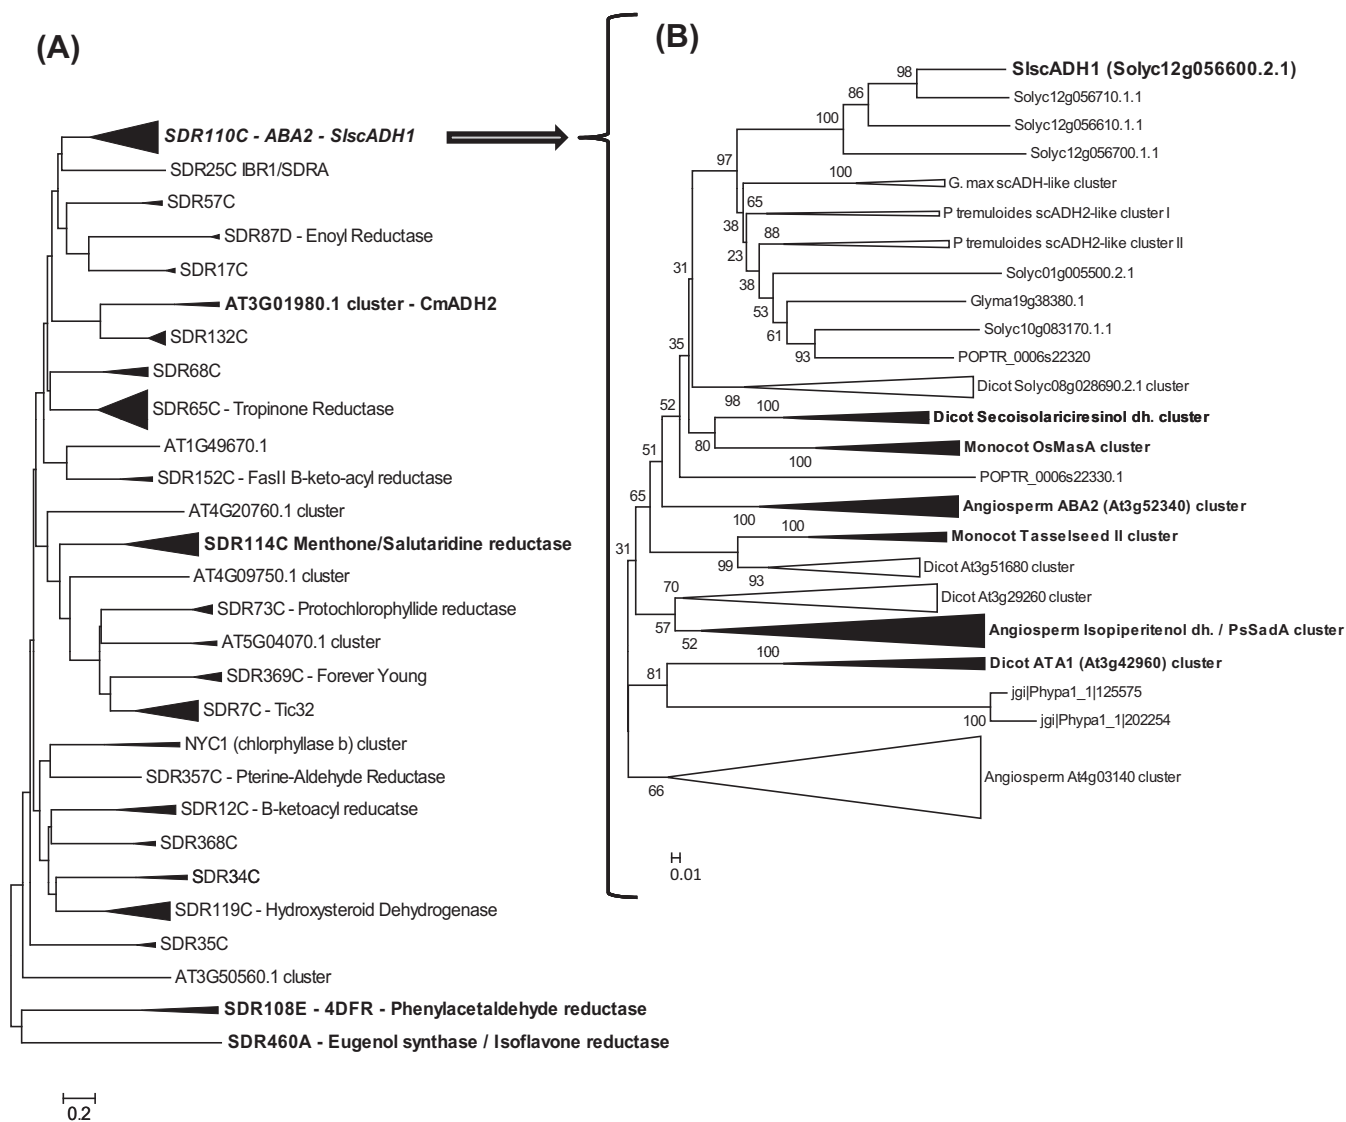 (A)
SDR110C - ABA2 - SlscADH1
SDR25C IBR1/SDRA
SDR57C
SDR87D - Enoyl Reductase
SDR17C
AT3G01980.1 cluster - CmADH2
SDR132C
SDR68C
SDR65C - Tropinone Reductase
AT1G49670.1
SDR152C - FasII B-keto-acyl reductase
AT4G20760.1 cluster
SDR114C Menthone/Salutaridine reductase
AT4G09750.1 cluster
SDR73C - Protochlorophyllide reductase
AT5G04070.1 cluster
SDR369C - Forever Young
SDR7C - Tic32
NYC1 (chlorphyllase b) cluster
SDR357C - Pterine-Aldehyde Reductase
SDR12C - B-ketoacyl reducatse
SDR368C
SDR34C
SDR119C - Hydroxysteroid Dehydrogenase
SDR35C
AT3G50560.1 cluster
SDR108E - 4DFR - Phenylacetaldehyde reductase
SDR460A - Eugenol synthase / Isoflavone reductase
0.2
(B)
98 SlscADH1 (Solyc12g056600.2.1)
86 Solyc12g056710.1.1
100 Solyc12g056610.1.1
Solyc12g056700.1.1
97
100 G. max scADH-like cluster
65 P tremuloides scADH2-like cluster I
38
88 P tremuloides scADH2-like cluster II
23
31 Solyc01g005500.2.1
38
53 Glyma19g38380.1
61 Solyc10g083170.1.1
35
93 POPTR_0006s22320
98 Dicot Solyc08g028690.2.1 cluster
52
100 Dicot Secoisolariciresinol dh. cluster
80 Monocot OsMasA cluster
51
100
POPTR_0006s22330.1
65
Angiosperm ABA2 (At3g52340) cluster
100
100 Monocot Tasselseed II cluster
31
99 Dicot At3g51680 cluster
93
70 Dicot At3g29260 cluster
57 Angiosperm Isopiperitenol dh. / PsSadA cluster
52
100 Dicot ATA1 (At3g42960) cluster
81
jgi|Phypa1_1|125575
100 jgi|Phypa1_1|202254
66 Angiosperm At4g03140 cluster
0.01